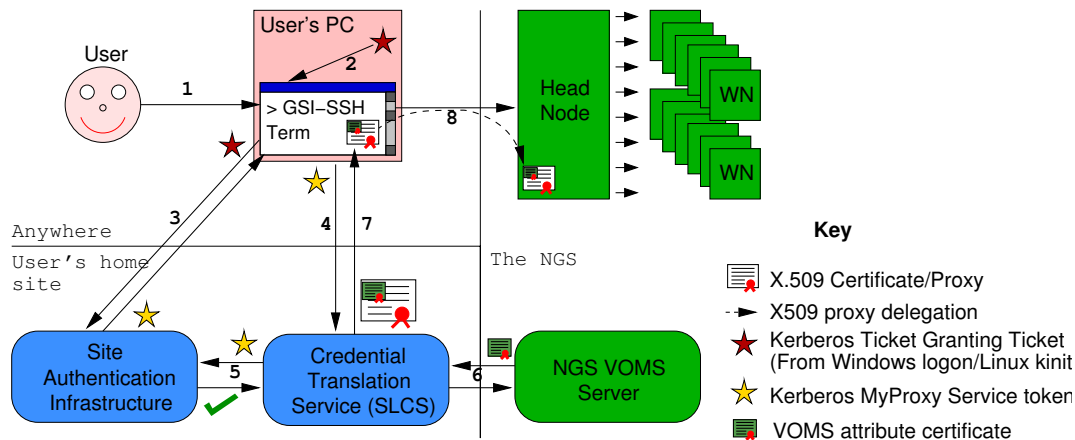 User's PC
User
2
1
> GSI–SSH
Term
8
Head
Node
WN
WN
3
4
7
Anywhere
User's home
site
The NGS
Key
X.509 Certificate/Proxy
X509 proxy delegation
Kerberos Ticket Granting Ticket
(From Windows logon/Linux kinit
Kerberos MyProxy Service token
VOMS attribute certificate
Site
Authentication
Infrastructure
5
Credential
Translation
Service (SLCS)
6
NGS VOMS
Server